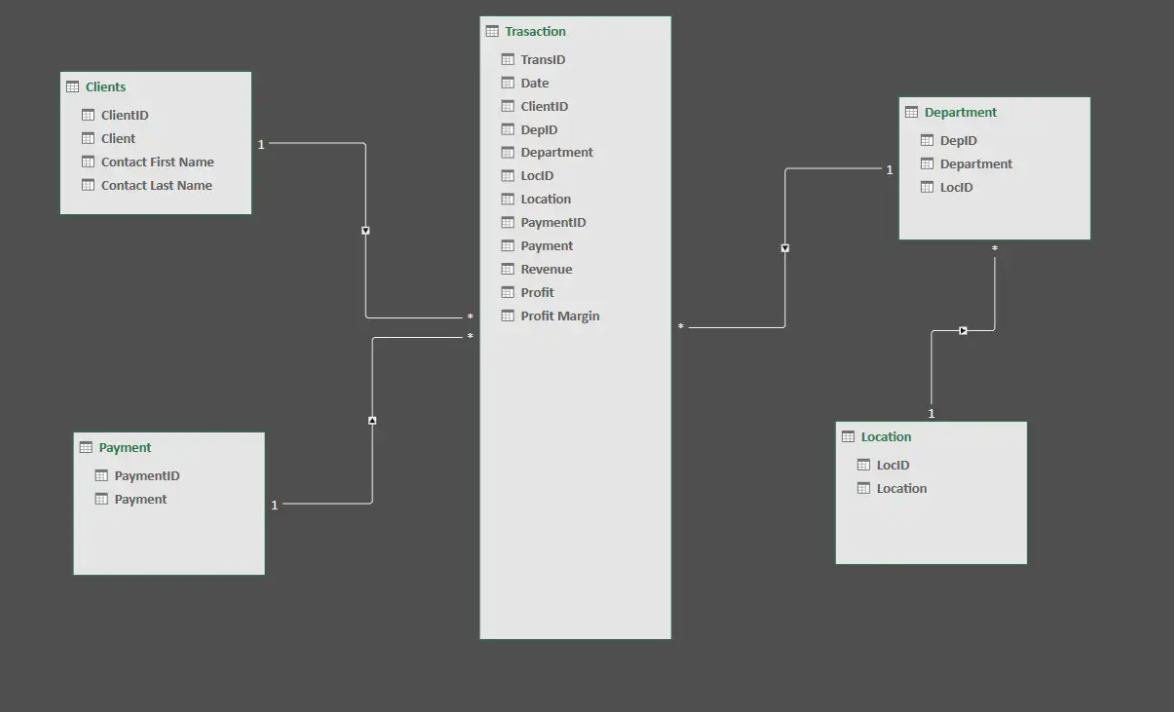 Clients
ClientID
Client
Contact First Name
Contact Last Name
1
*
Payment
PaymentID
Payment
1
*
Trasaction
TransID
Date
ClientID
DepID
Department
LocID
Location
PaymentID
Payment
Revenue
Profit
Profit Margin
*
1
Department
DepID
Department
LocID
*
1
Location
LocID
Location